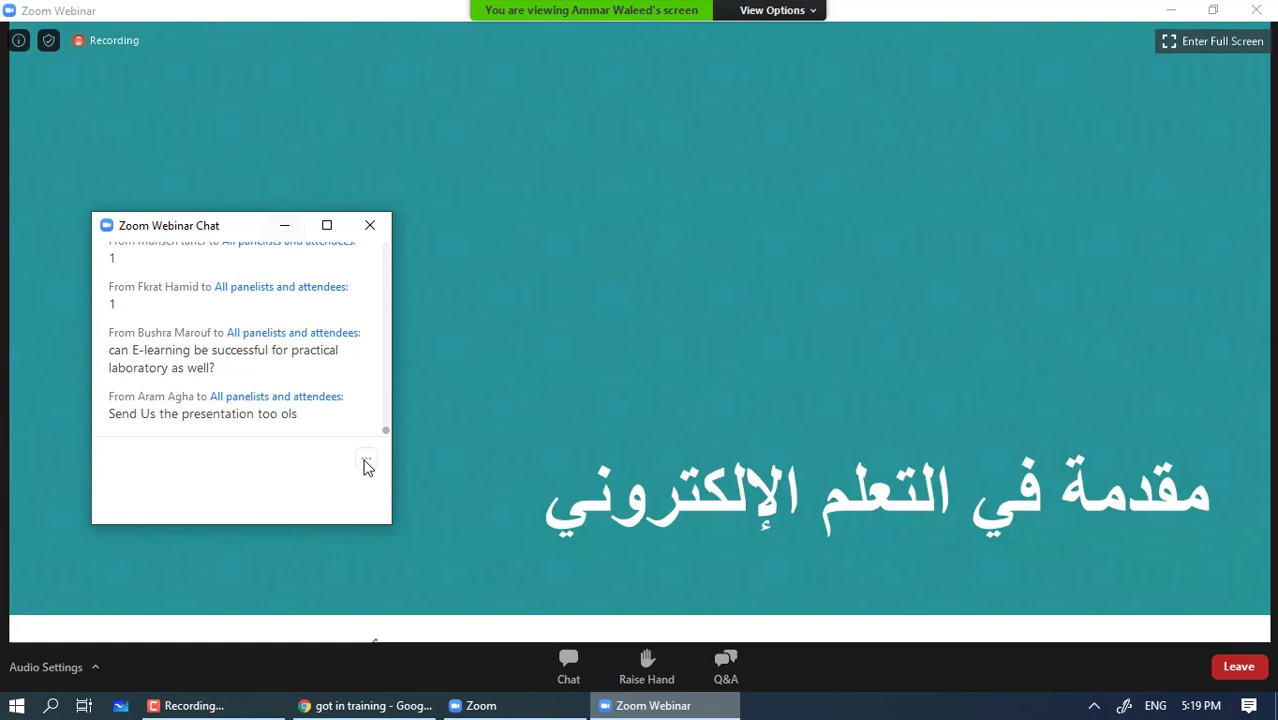 Zoom Webinar
You are viewing Ammar Waleed's screen
View Options
Recording
Enter Full Screen
Zoom Webinar Chat
All panelists and attendees:
1
From Fkrat Hamid to All panelists and attendees:
1
From Bushra Marouf to All panelists and attendees:
can E-learning be successful for practical
laboratory as well?
From Aram Agha to All panelists and attendees:
Send Us the presentation too ols
مقدمة في التعلم الإلكتروني
Audio Settings
Chat
Raise Hand
Q&A
Leave
Recording...
got in training - Goog...
Zoom
Zoom Webinar
ENG
5:19 PM